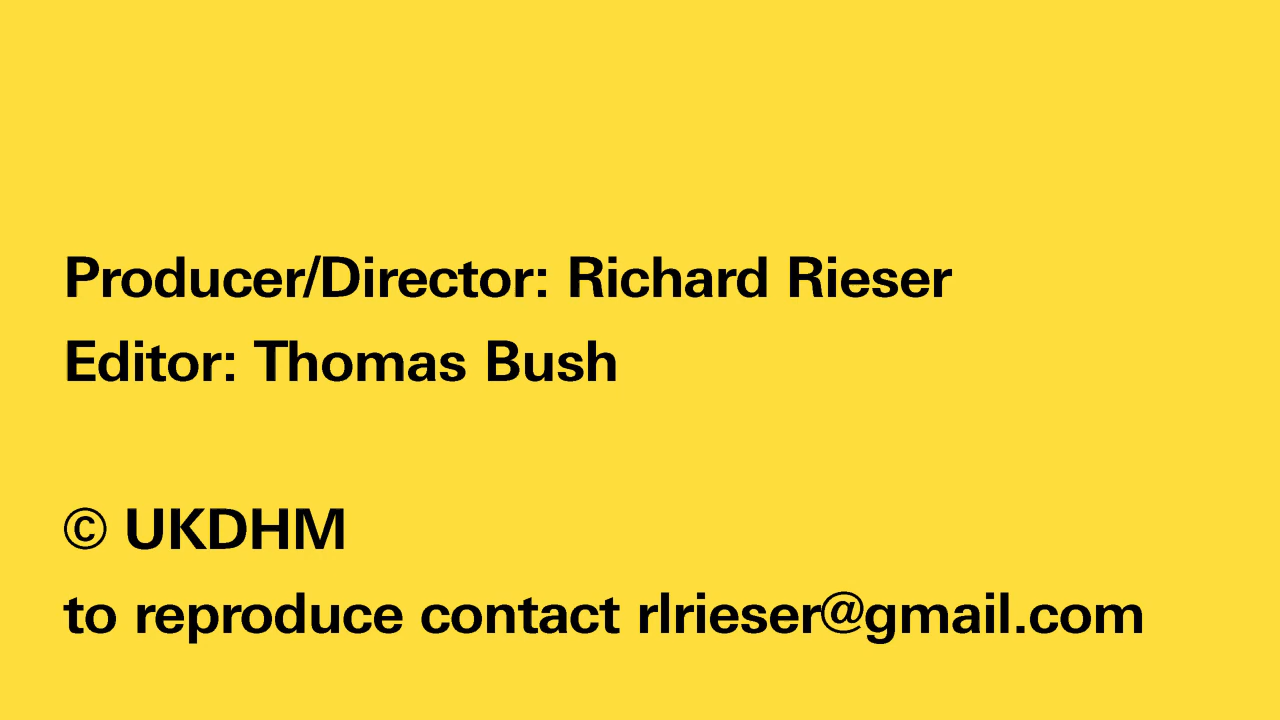 Producer/Director: Richard Rieser
Editor: Thomas Bush
© UKDHM
to reproduce contact rlrieser@gmail.com